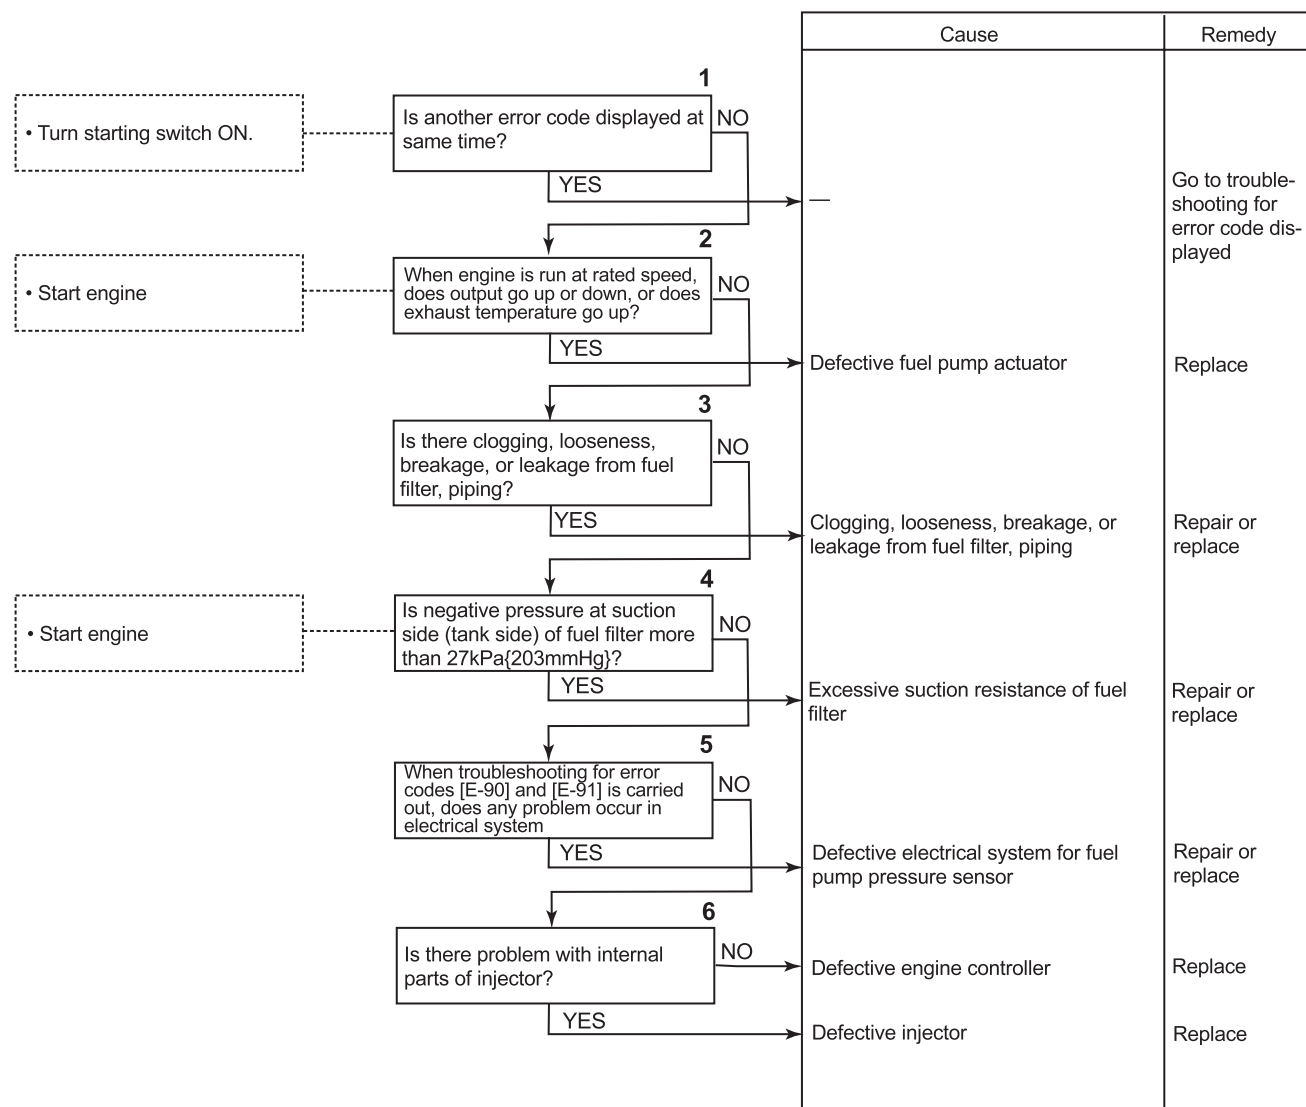 Cause
Remedy
1
• Turn starting switch ON.
Is another error code displayed at
same time?
NO
YES
—
Go to trouble-
shooting for
error code dis-
played
2
• Start engine
When engine is run at rated speed,
does output go up or down, or does
exhaust temperature go up?
NO
YES
Defective fuel pump actuator
Replace
3
Is there clogging, looseness,
breakage, or leakage from fuel
filter, piping?
NO
YES
Clogging, looseness, breakage, or
leakage from fuel filter, piping
Repair or
replace
4
• Start engine
Is negative pressure at suction
side (tank side) of fuel filter more
than 27kPa{203mmHg}?
NO
YES
Excessive suction resistance of fuel
filter
Repair or
replace
5
When troubleshooting for error
codes [E-90] and [E-91] is carried
out, does any problem occur in
electrical system
NO
YES
Defective electrical system for fuel
pump pressure sensor
Repair or
replace
6
Is there problem with internal
parts of injector?
NO
Defective engine controller
Replace
YES
Defective injector
Replace